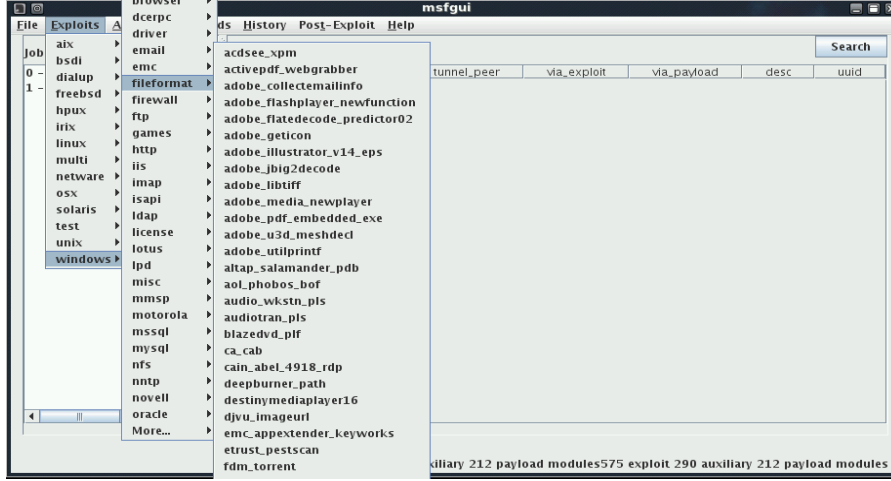 msfgui
File Exploits A ds History Post-Exploit Help
Job
Search
tunnel_peer via_exploit via_payload desc uuid
0 -
1 -
aix
bsdi
dialup
freebsd
hpux
irix
linux
multi
netware
osx
solaris
test
unix
windows
browser
dcerpc
driver
email
emc
fileformat
firewall
ftp
games
http
iis
imap
isapi
ldap
license
lotus
lpd
misc
mmsp
motorola
mssql
mysql
nfs
nntp
novell
oracle
More...
acdsee_xpm
activepdf_webgrabber
adobe_collectemailinfo
adobe_flashplayer_newfunction
adobe_flatedecode_predictor02
adobe_geticon
adobe_illustrator_v14_eps
adobe_jbig2decode
adobe_libtiff
adobe_media_newplayer
adobe_pdf_embedded_exe
adobe_u3d_meshdecl
adobe_utilprintf
altap_salamander_pdb
aol_phobos_bof
audio_wkstn_pls
audiotran_pls
blazedvd_plf
ca_cab
cain_abel_4918_rdp
deepburner_path
destinymediaplayer16
djvu_imageurl
emc_appextender_keyworks
etrust_pestscan
fdm_torrent
xiliary 212 payload modules575 exploit 290 auxiliary 212 payload modules